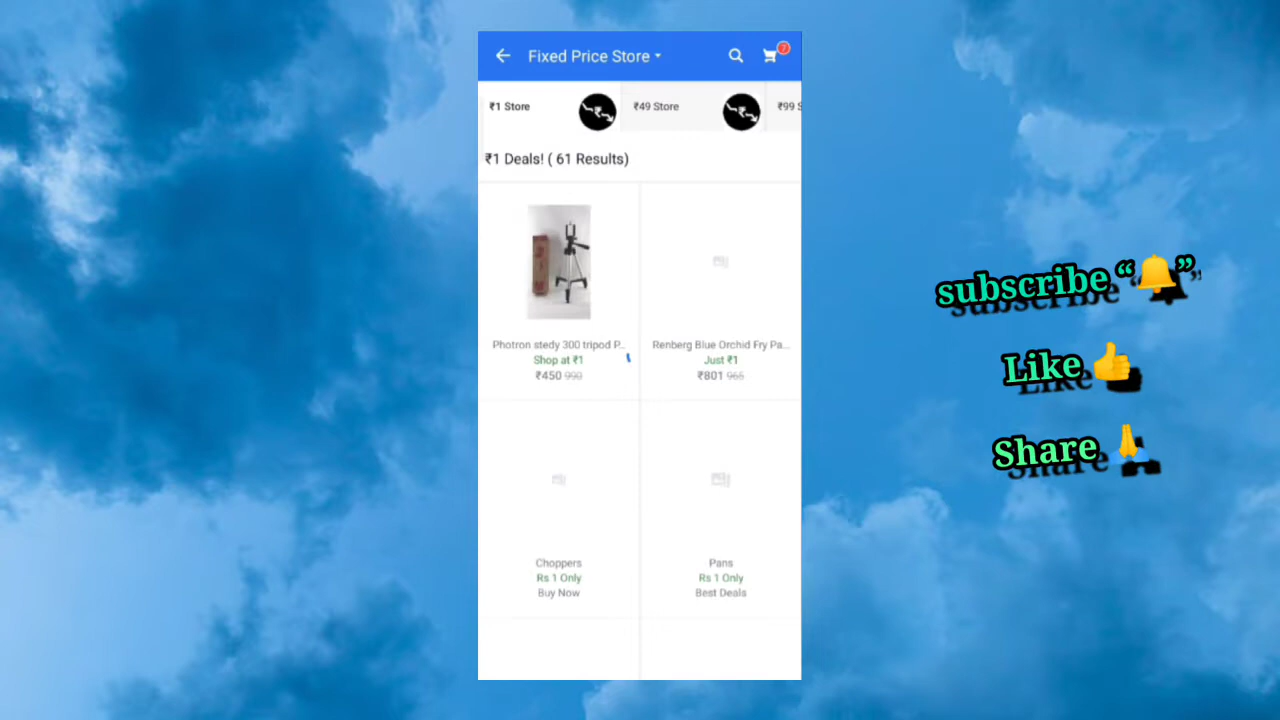 Fixed Price Store
7
₹1 Store
₹49 Store
₹99 S
₹1 Deals! ( 61 Results)
Photron stedy 300 tripod P...
Shop at ₹1
₹450 990
Renberg Blue Orchid Fry Pa...
Just ₹1
₹801 965
Choppers
Rs 1 Only
Buy Now
Pans
Rs 1 Only
Best Deals
subscribe “🔔”
Like 👍
Share 🙏